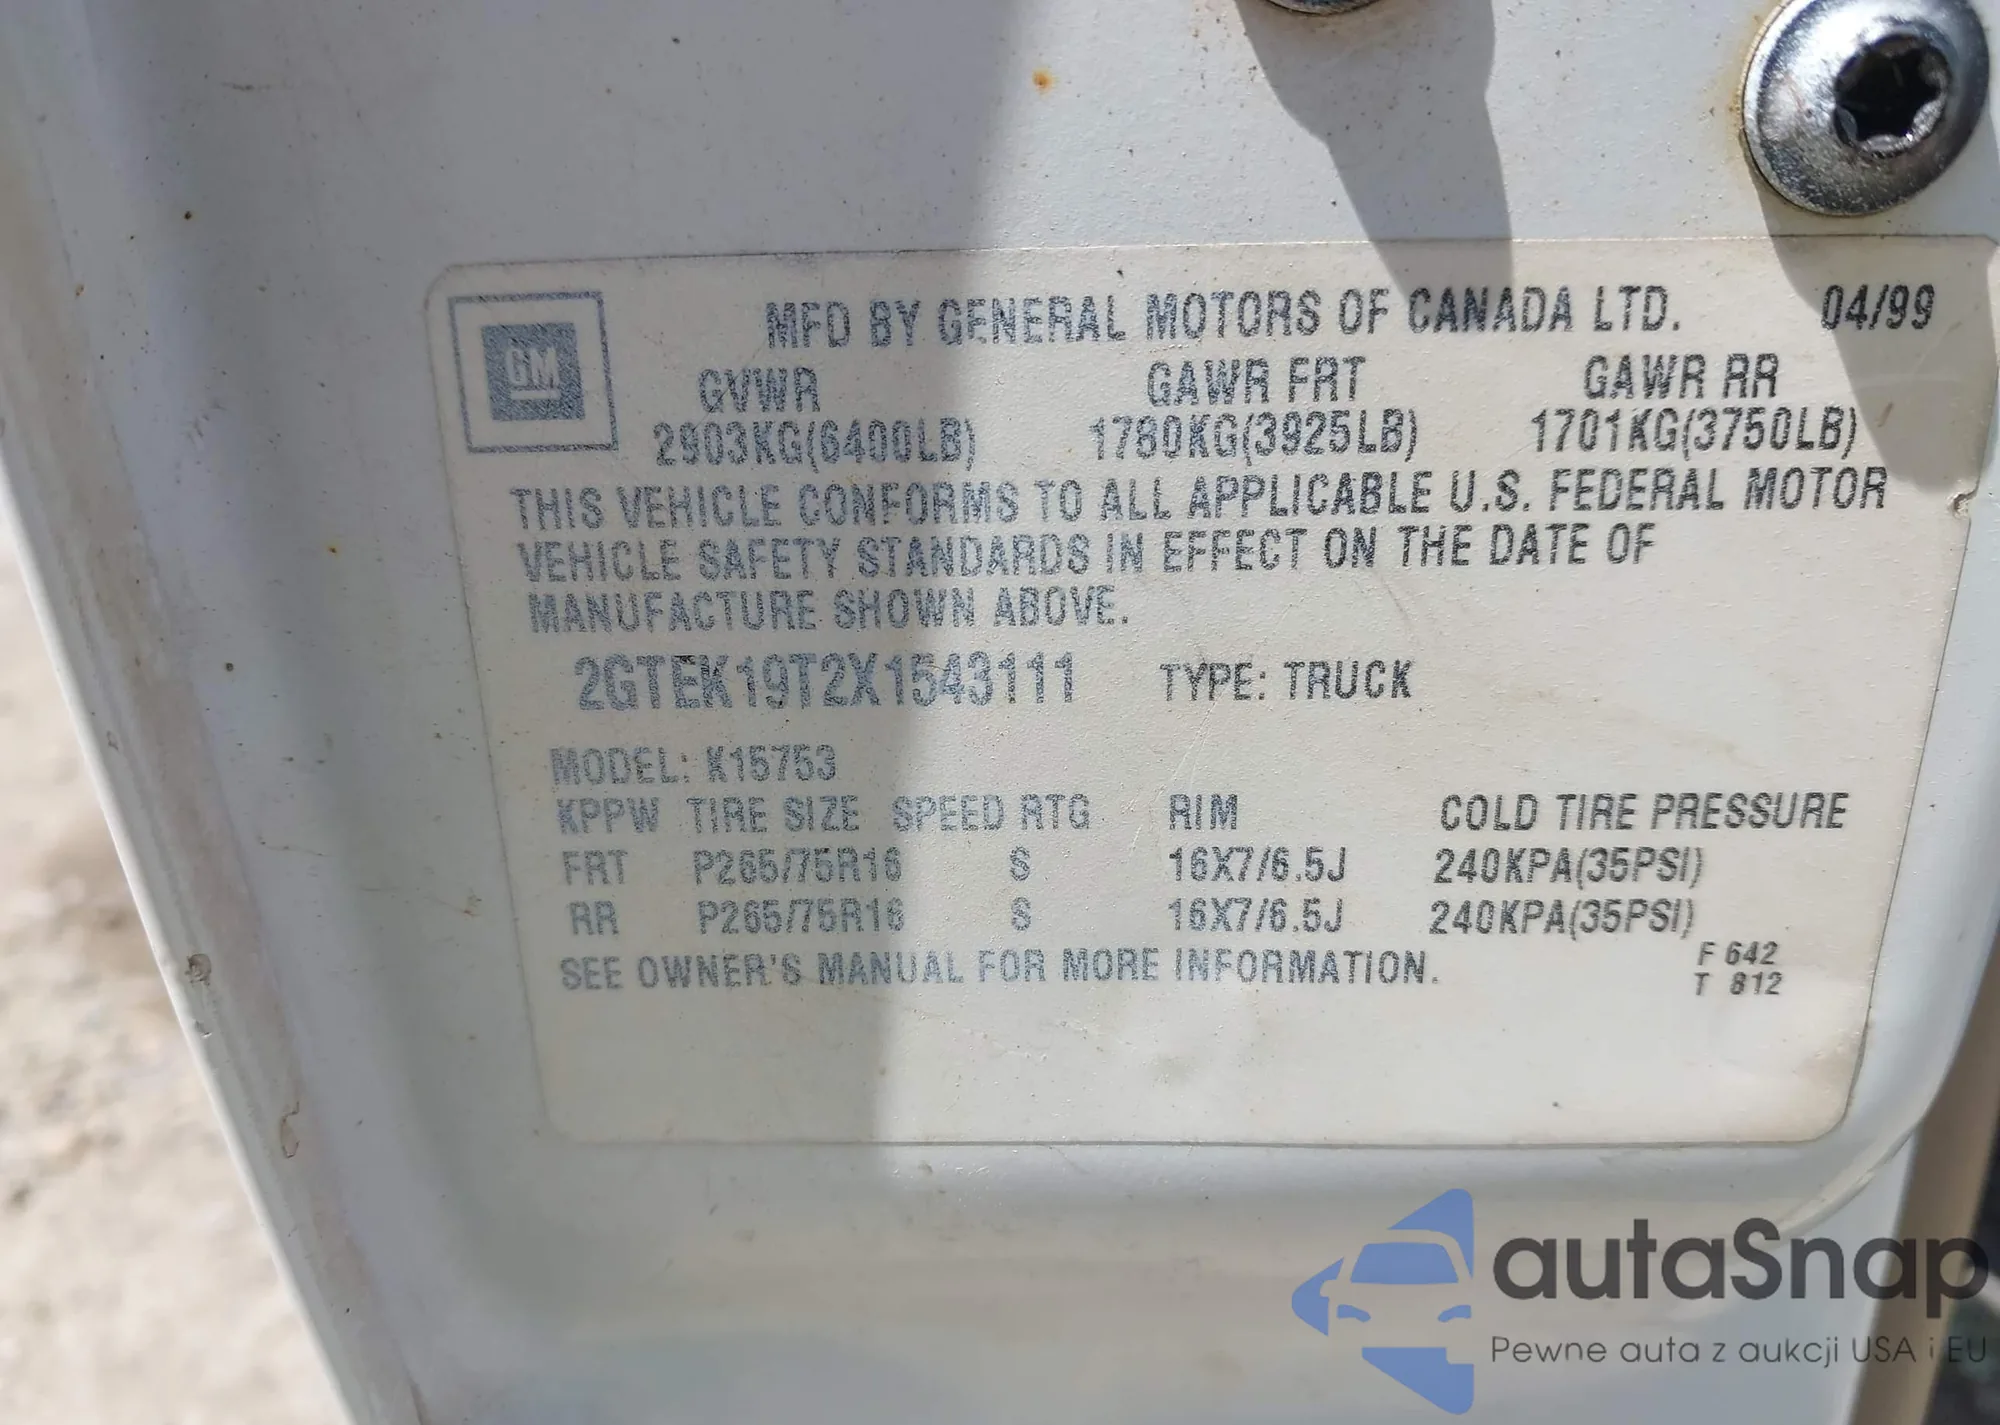 GM
MFD BY GENERAL MOTORS OF CANADA LTD. 04/99
GVWR GAWR FRT GAWR RR
2903KG(6400LB) 1780KG(3925LB) 1701KG(3750LB)
THIS VEHICLE CONFORMS TO ALL APPLICABLE U.S. FEDERAL MOTOR
VEHICLE SAFETY STANDARDS IN EFFECT ON THE DATE OF
MANUFACTURE SHOWN ABOVE.
2GTEK19T2X1543111 TYPE: TRUCK
MODEL: K15753
KPPW TIRE SIZE SPEED RTG RIM COLD TIRE PRESSURE
FRT P265/75R16 S 16X7/6.5J 240KPA(35PSI)
RR P265/75R16 S 16X7/6.5J 240KPA(35PSI)
SEE OWNER'S MANUAL FOR MORE INFORMATION.
F 642
T 812
autaSnap
Pewne auta z aukcji USA i EU